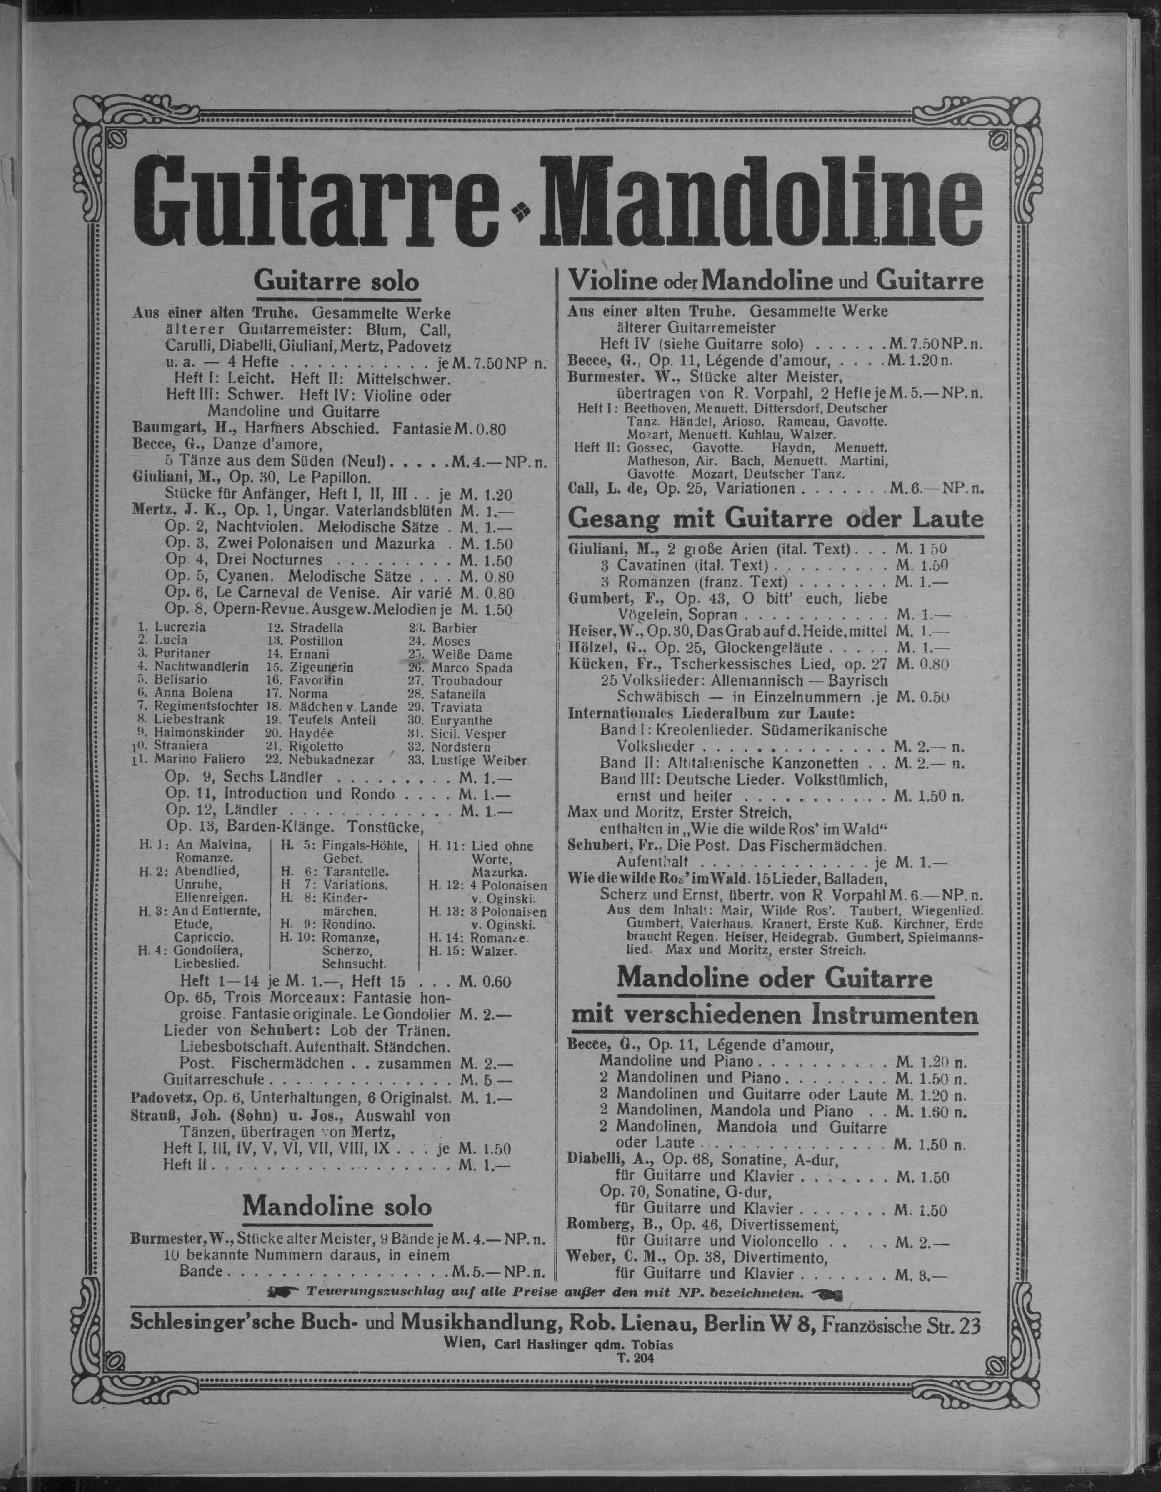 Guitarre · Mandoline
Guitarre solo
Aus einer alten Truhe. Gesammelte Werke
älterer Guitarremeister: Blum, Call,
Carulli, Diabelli, Giuliani, Mertz, Padovetz
u. a. — 4 Hefte . . . . . . . . . . . je M. 7.50 NP n.
Heft I: Leicht. Heft II: Mittelschwer.
Heft III: Schwer. Heft IV: Violine oder
Mandoline und Guitarre
Baumgart, H., Harfners Abschied. Fantasie M. 0.80
Becce, G., Danze d'amore,
5 Tänze aus dem Süden (Neu!) . . . . . M. 4.— NP. n.
Giuliani, M., Op. 30, Le Papillon.
Stücke für Anfänger, Heft I, II, III . . je M. 1.20
Mertz, J. K., Op. 1, Ungar. Vaterlandsblüten M. 1.—
Op. 2, Nachtviolen. Melodische Sätze . M. 1.—
Op. 3, Zwei Polonaisen und Mazurka . M. 1.50
Op. 4, Drei Nocturnes . . . . . . . . . M. 1.50
Op. 5, Cyanen. Melodische Sätze . . . M. 0.80
Op. 6, Le Carneval de Venise. Air varié M. 0.80
Op. 8, Opern-Revue. Ausgew. Melodien je M. 1.50
1. Lucrezia 12. Stradella 23. Barbier
2. Lucia 13. Postillon 24. Moses
3. Puritaner 14. Ernani 25. Weiße Dame
4. Nachtwandlerin 15. Zigeunerin 26. Marco Spada
5. Belisario 16. Favoritin 27. Troubadour
6. Anna Bolena 17. Norma 28. Satanella
7. Regimentstochter 18. Mädchen v. Lande 29. Traviata
8. Liebestrank 19. Teufels Anteil 30. Euryanthe
9. Haimonskinder 20. Haydée 31. Sicil. Vesper
10. Straniera 21. Rigoletto 32. Nordstern
11. Marino Faliero 22. Nebukadnezar 33. Lustige Weiber
Op. 9, Sechs Ländler . . . . . . . . . M. 1.—
Op. 11, Introduction und Rondo . . . . M. 1.—
Op. 12, Ländler . . . . . . . . . . . . M. 1.—
Op. 13, Barden-Klänge. Tonstücke,
H. 1: An Malvina, H. 5: Fingals-Höhle, H. 11: Lied ohne
Romanze. Gebet. Worte,
H. 2: Abendlied, H. 6: Tarantelle. Mazurka.
Unruhe, H 7: Variations. H. 12: 4 Polonaisen
Elfenreigen. H. 8: Kinder- v. Oginski.
H. 3: An d Entfernte, märchen. H. 13: 3 Polonaisen
Etude, H. 9: Rondino. v. Oginski.
Capriccio. H. 10: Romanze, H. 14: Romanze.
H. 4: Gondoliera, Scherzo, H. 15: Walzer.
Liebeslied. Sehnsucht.
Heft 1—14 je M. 1.—, Heft 15 . . . M. 0.60
Op. 65, Trois Morceaux: Fantasie hon-
groise. Fantasie originale. Le Gondolier M. 2.—
Lieder von Schubert: Lob der Tränen.
Liebesbotschaft. Aufenthalt. Ständchen.
Post. Fischermädchen . . zusammen M. 2.—
Guitarreschule . . . . . . . . . . . . . . M. 5 —
Padovetz, Op. 6, Unterhaltungen, 6 Originalst. M. 1.—
Strauß, Joh. (Sohn) u. Jos., Auswahl von
Tänzen, übertragen von Mertz,
Heft I, III, IV, V, VI, VII, VIII, IX . . . je M. 1.50
Heft II . . . . . . . . . . . . . . . . . . M. 1.—
Mandoline solo
Burmester, W., Stücke alter Meister, 9 Bände je M. 4.— NP. n.
10 bekannte Nummern daraus, in einem
Bande . . . . . . . . . . . . . . . . . M. 5.— NP. n.
Violine oder Mandoline und Guitarre
Aus einer alten Truhe. Gesammelte Werke
älterer Guitarremeister
Heft IV (siehe Guitarre solo) . . . . . . M. 7.50 NP. n.
Becce, G., Op. 11, Légende d'amour, . . . . M. 1.20 n.
Burmester, W., Stücke alter Meister,
übertragen von R. Vorpahl, 2 Hefte je M. 5.— NP. n.
Heft I: Beethoven, Menuett. Dittersdorf, Deutscher
Tanz. Händel, Arioso. Rameau, Gavotte.
Mozart, Menuett. Kuhlau, Walzer.
Heft II: Gossec, Gavotte. Haydn, Menuett.
Matheson, Air. Bach, Menuett. Martini,
Gavotte. Mozart, Deutscher Tanz.
Call, L. de, Op. 25, Variationen . . . . . . . M. 6.— NP. n.
Gesang mit Guitarre oder Laute
Giuliani, M., 2 große Arien (ital. Text) . . . M. 1 50
3 Cavatinen (ital. Text) . . . . . . . . . M. 1.50
3 Romanzen (franz. Text) . . . . . . . M. 1.—
Gumbert, F., Op. 43, O bitt' euch, liebe
Vögelein, Sopran . . . . . . . . . . . M. 1.—
Heiser, W., Op. 30, Das Grab auf d. Heide, mittel M. 1.—
Hölzel, G., Op. 25, Glockengeläute . . . . . M. 1.—
Kücken, Fr., Tscherkessisches Lied, op. 27 M. 0.80
25 Volkslieder: Allemannisch — Bayrisch
Schwäbisch — in Einzelnummern . je M. 0.50
Internationales Liederalbum zur Laute:
Band I: Kreolenlieder. Südamerikanische
Volkslieder . . . . . . . . . . . . . . M. 2.— n.
Band II: Altitalienische Kanzonetten . . M. 2.— n.
Band III: Deutsche Lieder. Volkstümlich,
ernst und heiter . . . . . . . . . . . M. 1.50 n.
Max und Moritz, Erster Streich,
enthalten in „Wie die wilde Ros' im Wald“
Schubert, Fr., Die Post. Das Fischermädchen.
Aufenthalt . . . . . . . . . . . . . je M. 1.—
Wie die wilde Ros' im Wald. 15 Lieder, Balladen,
Scherz und Ernst, übertr. von R. Vorpahl M. 6.— NP. n.
Aus dem Inhalt: Mair, Wilde Ros'. Taubert, Wiegenlied.
Gumbert, Vaterhaus. Kranert, Erste Kuß. Kirchner, Erde
braucht Regen. Heiser, Heidegrab. Gumbert, Spielmanns-
lied. Max und Moritz, erster Streich.
Mandoline oder Guitarre
mit verschiedenen Instrumenten
Becce, G., Op. 11, Légende d'amour,
Mandoline und Piano . . . . . . . . . . M. 1.20 n.
2 Mandolinen und Piano . . . . . . . . M. 1.50 n.
2 Mandolinen und Guitarre oder Laute M. 1.20 n.
2 Mandolinen, Mandola und Piano . . M. 1.60 n.
2 Mandolinen, Mandola und Guitarre
oder Laute . . . . . . . . . . . . . . M. 1.50 n.
Diabelli, A., Op. 68, Sonatine, A-dur,
für Guitarre und Klavier . . . . . . . M. 1.50
Op. 70, Sonatine, G-dur,
für Guitarre und Klavier . . . . . . . M. 1.50
Romberg, B., Op. 46, Divertissement,
für Guitarre und Violoncello . . . . M. 2.—
Weber, C. M., Op. 38, Divertimento,
für Guitarre und Klavier . . . . . . . M. 3.—
Teuerungszuschlag auf alle Preise außer den mit NP. bezeichneten.
Schlesinger'sche Buch- und Musikhandlung, Rob. Lienau, Berlin W 8, Französische Str. 23
Wien, Carl Haslinger qdm. Tobias
T. 204